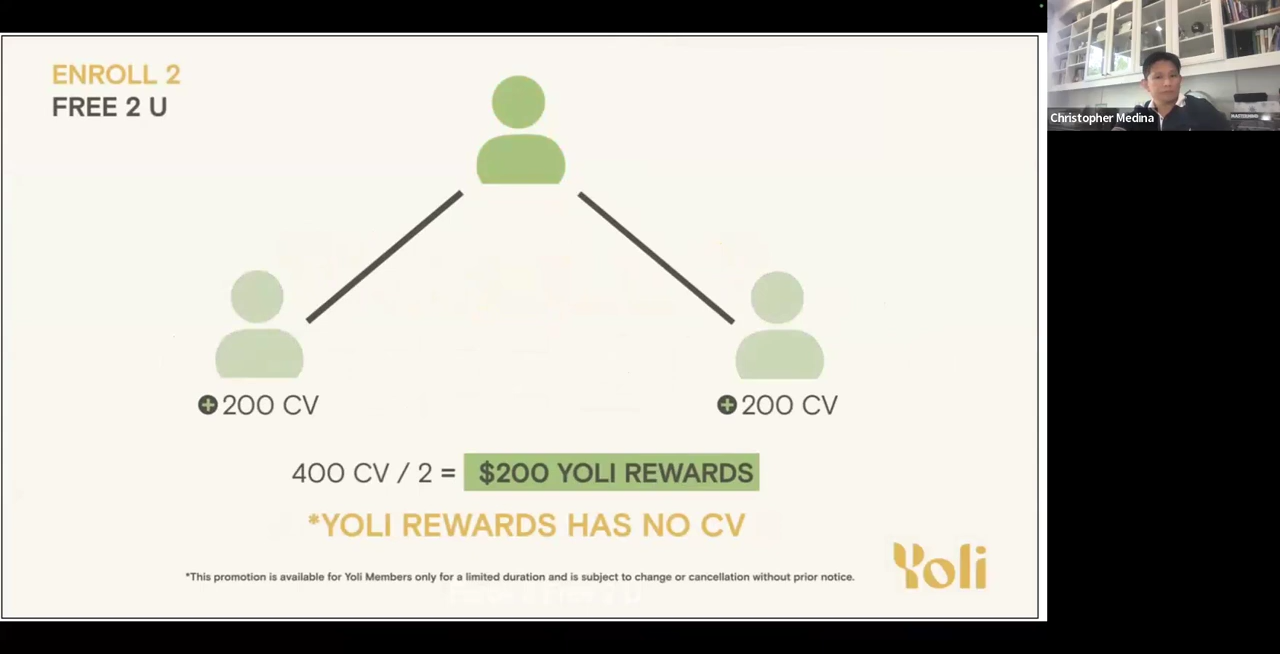 ENROLL 2
FREE 2 U
Christopher Medina
+200 CV
+200 CV
400 CV / 2 = $200 YOLI REWARDS
*YOLI REWARDS HAS NO CV
*This promotion is available for Yoli Members only for a limited duration and is subject to change or cancellation without prior notice.
Yoli